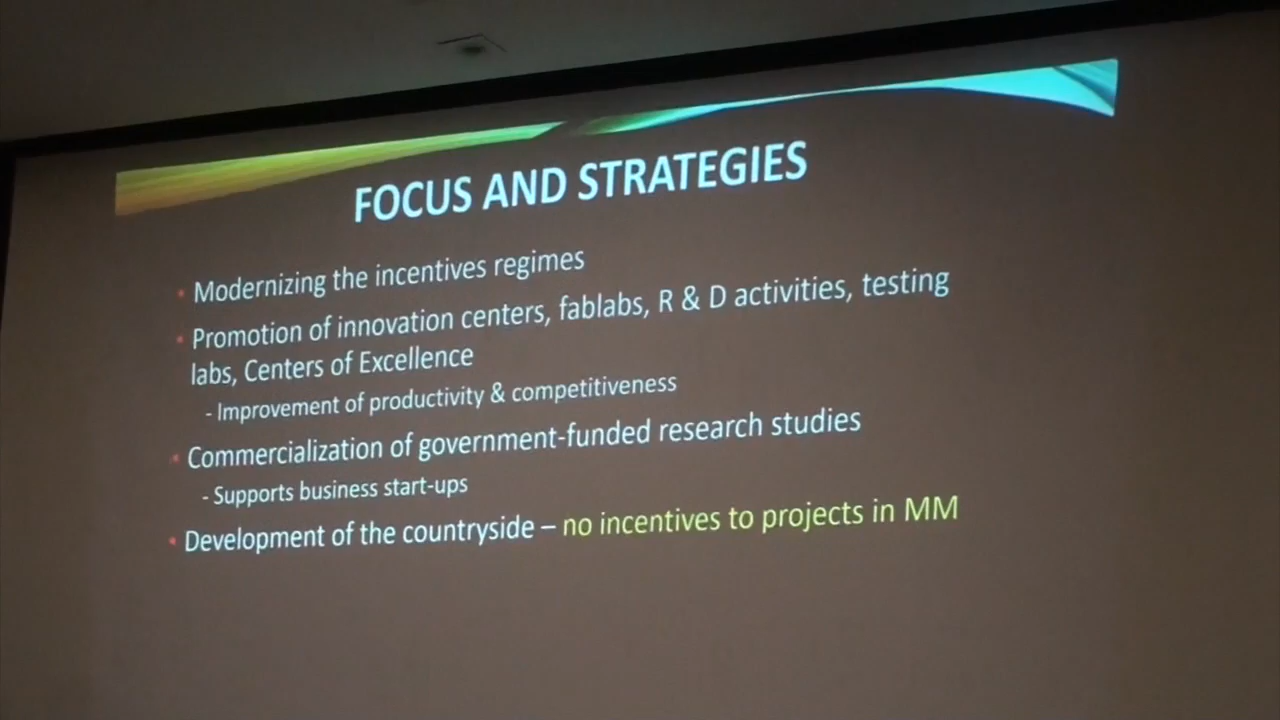 FOCUS AND STRATEGIES
• Modernizing the incentives regimes
• Promotion of innovation centers, fablabs, R & D activities, testing
labs, Centers of Excellence
- Improvement of productivity & competitiveness
• Commercialization of government-funded research studies
- Supports business start-ups
• Development of the countryside – no incentives to projects in MM